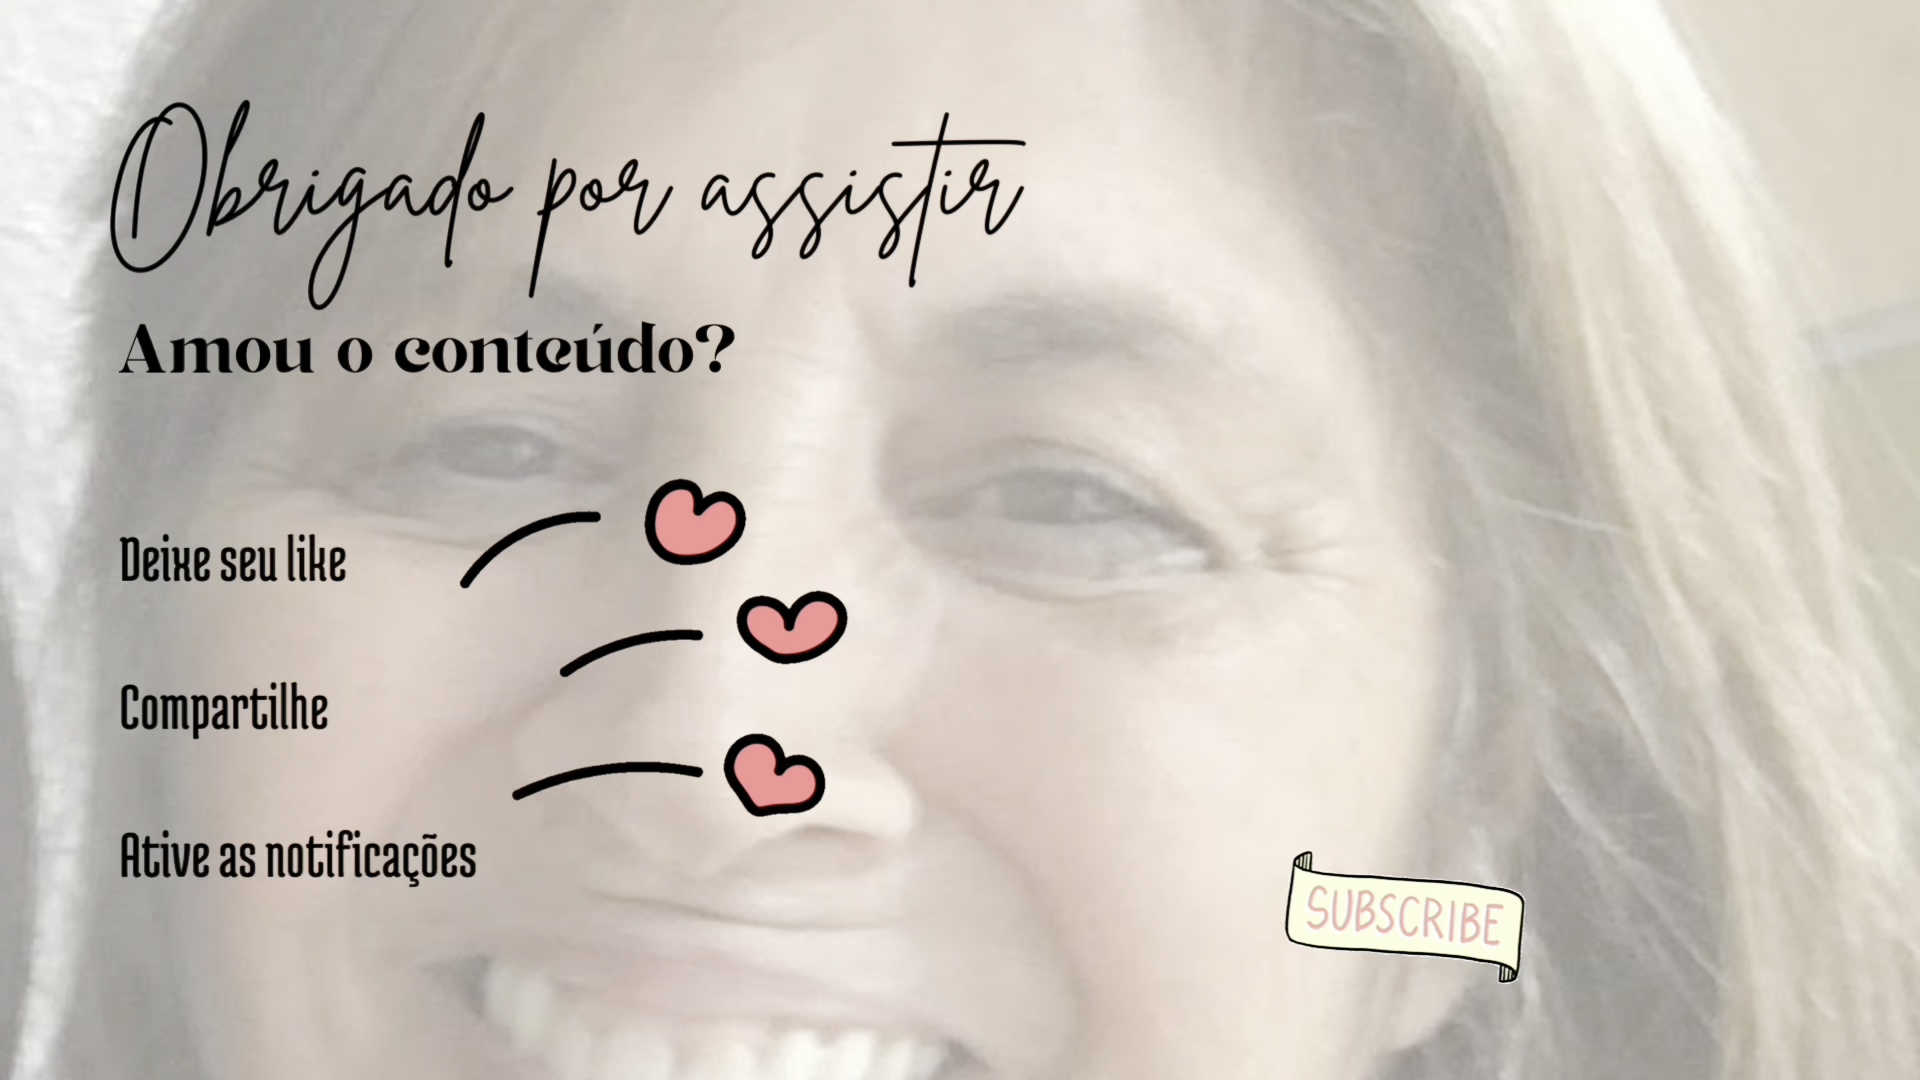 Obrigado por assistir
Amou o conteúdo?
Deixe seu like
Compartilhe
Ative as notificações
SUBSCRIBE